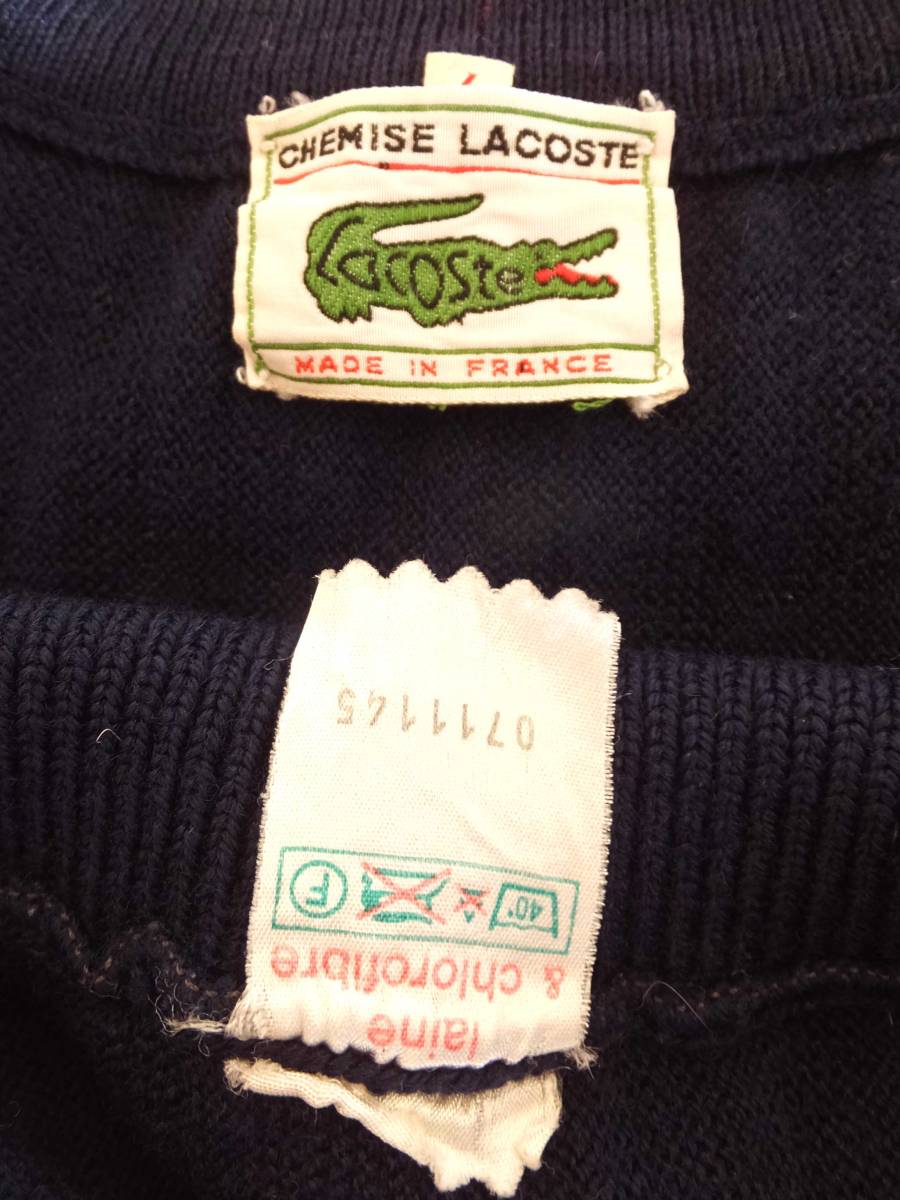 CHEMISE LACOSTE
Lacoste
MADE IN FRANCE
laine
& chlorofibre
40° F
0711145